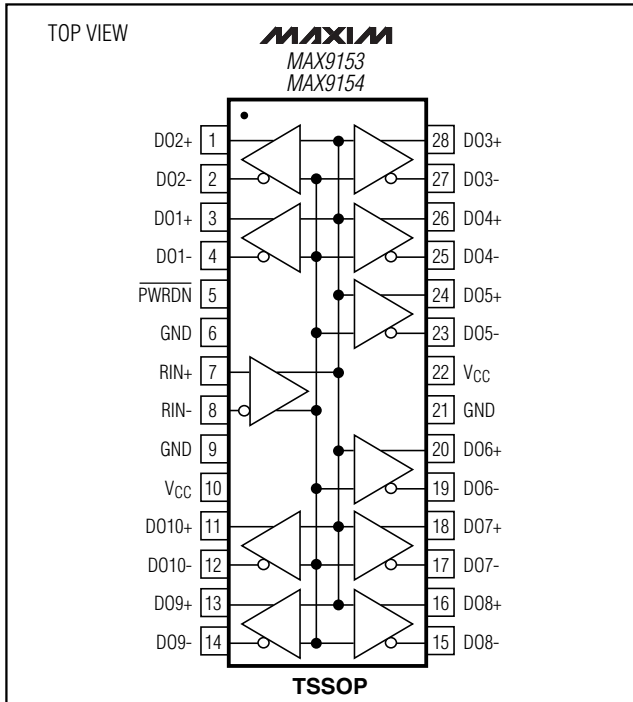 TOP VIEW
MAXIM
MAX9153
MAX9154
DO2+ 1 28 DO3+
DO2- 2 27 DO3-
DO1+ 3 26 DO4+
DO1- 4 25 DO4-
PWRDN 5 24 DO5+
GND 6 23 DO5-
RIN+ 7 22 VCC
RIN- 8 21 GND
GND 9 20 DO6+
VCC 10 19 DO6-
DO10+ 11 18 DO7+
DO10- 12 17 DO7-
DO9+ 13 16 DO8+
DO9- 14 15 DO8-
TSSOP